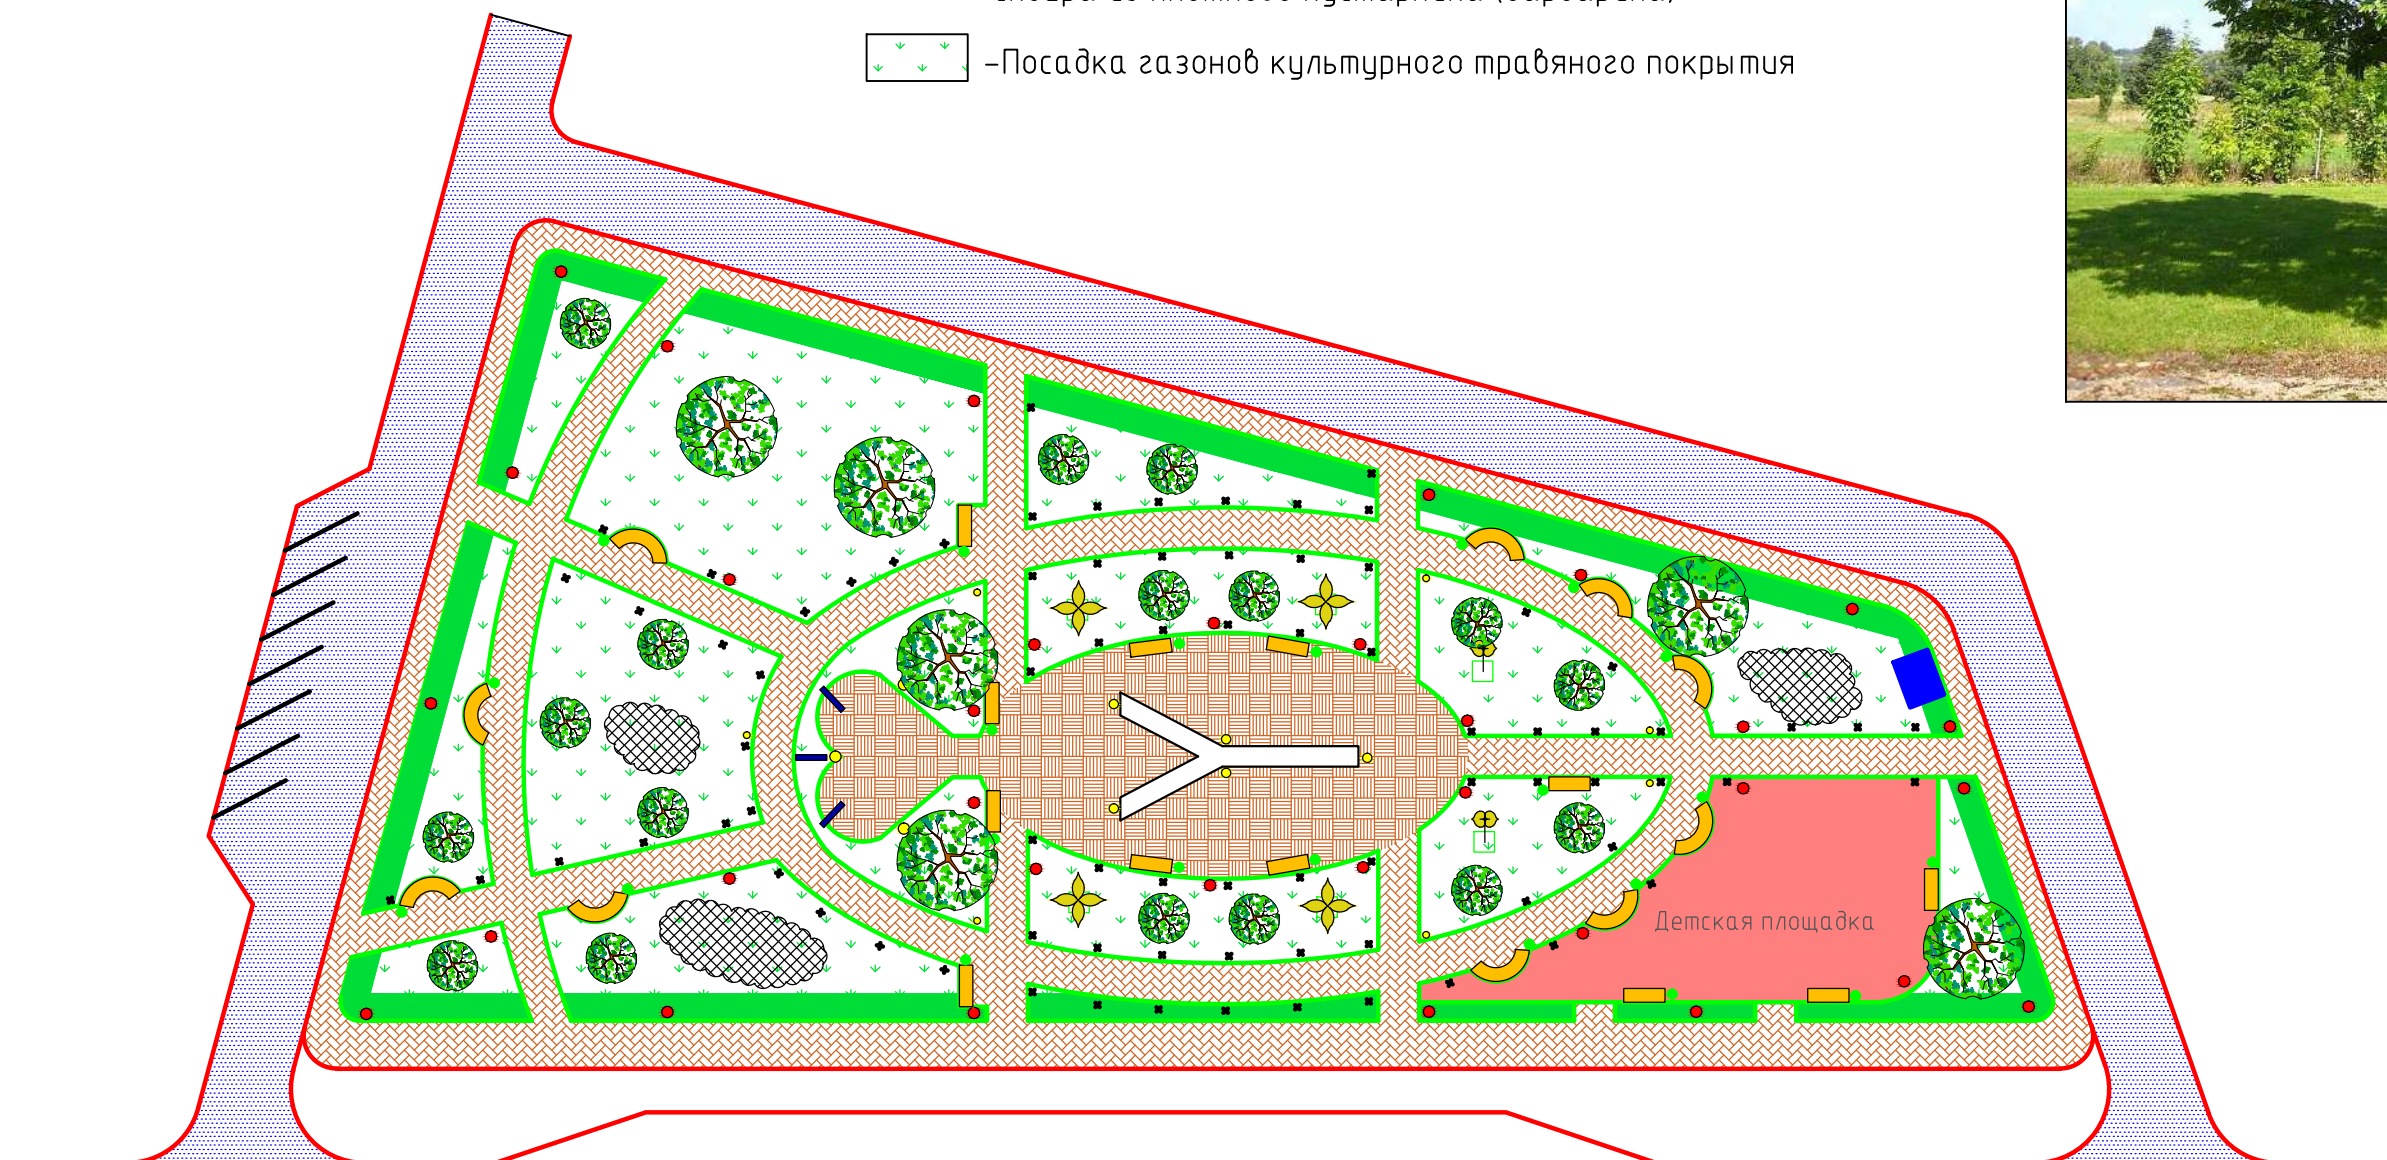 -Посадка газонов культурного травяного покрытия
Детская площадка